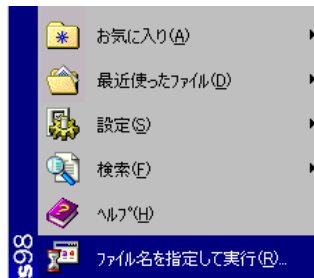 お気に入り(A)
最近使ったファイル(D)
設定(S)
検索(F)
ヘルプ(H)
ファイル名を指定して実行(R)...
s98